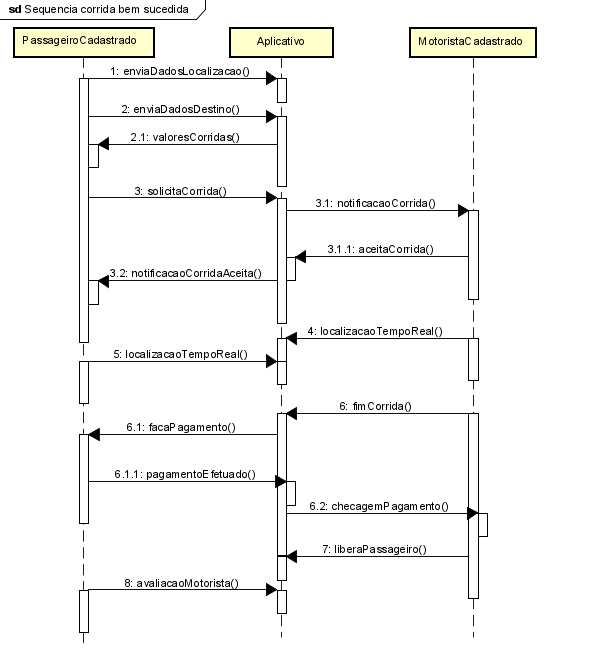 sd Sequencia corrida bem sucedida
PassageiroCadastrado
Aplicativo
MotoristaCadastrado
1: enviaDadosLocalizacao()
2: enviaDadosDestino()
2.1: valoresCorridas()
3: solicitaCorrida()
3.1: notificacaoCorrida()
3.1.1: aceitaCorrida()
3.2: notificacaoCorridaAceita()
4: localizacaoTempoReal()
5: localizacaoTempoReal()
6: fimCorrida()
6.1: facaPagamento()
6.1.1: pagamentoEfetuado()
6.2: checagemPagamento()
7: liberaPassageiro()
8: avaliacaoMotorista()